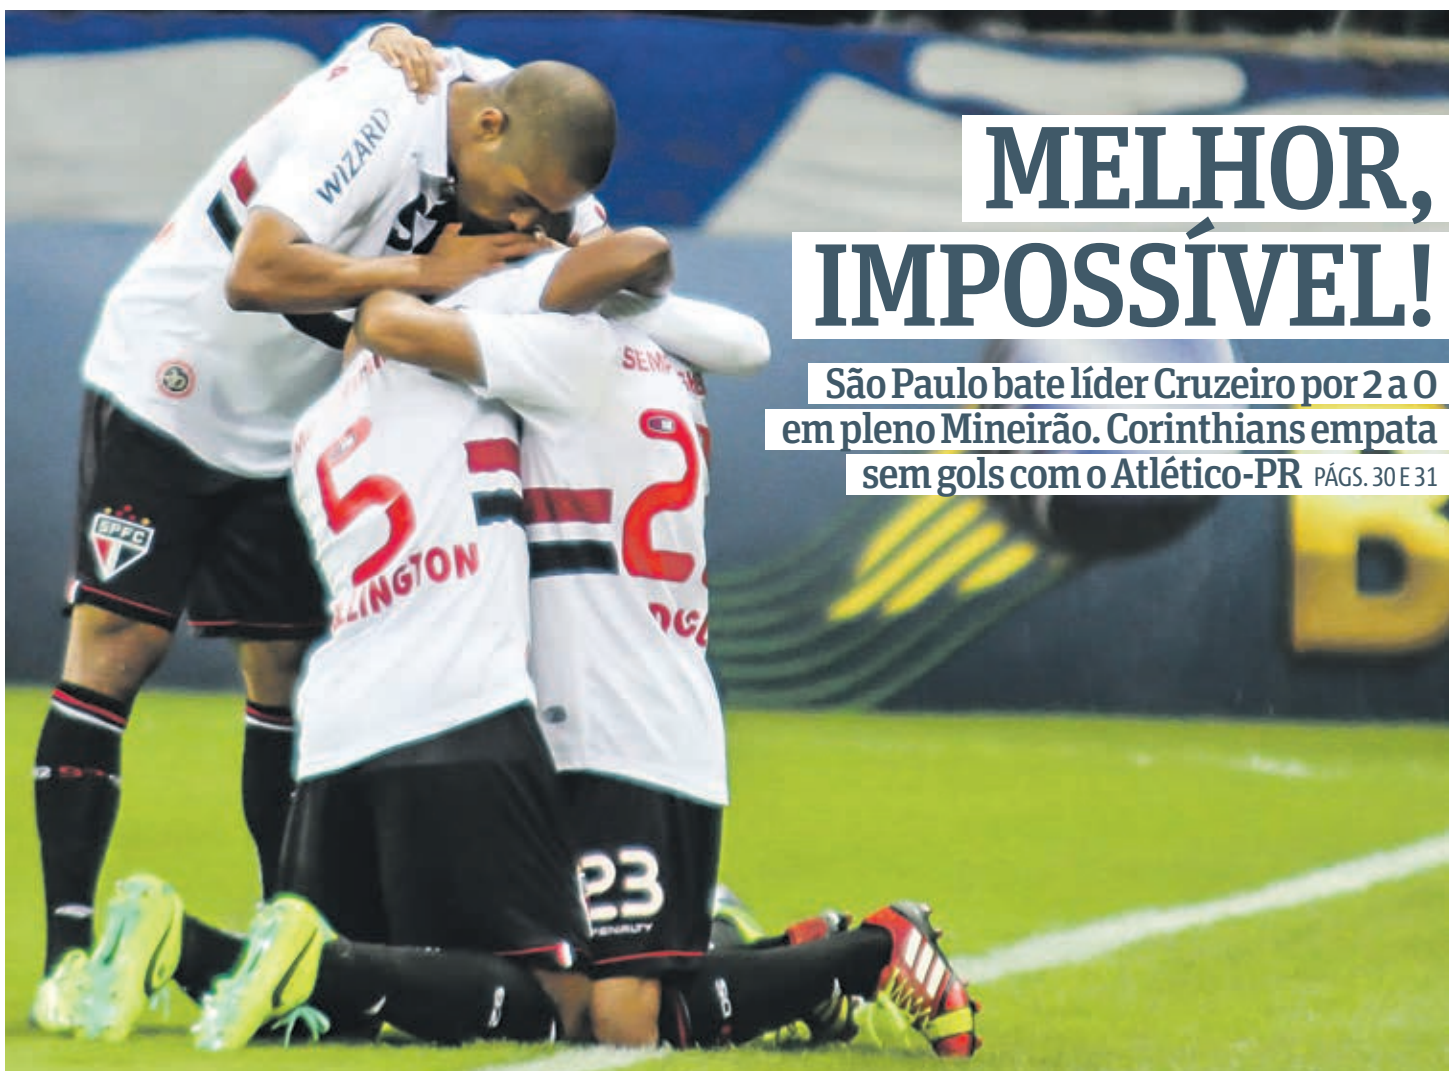 MELHOR,
IMPOSSÍVEL!
São Paulo bate líder Cruzeiro por 2 a 0
em pleno Mineirão. Corinthians empata
sem gols com o Atlético-PR PÁGS. 30 E 31
WIZARD
5
SPFC
23
PENALTY
B